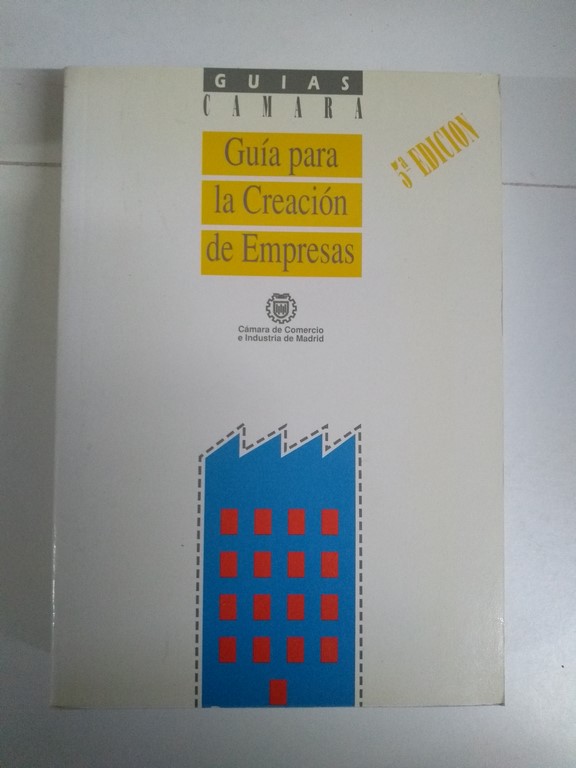 GUIAS
CAMARA
5ª EDICION
Guía para
la Creación
de Empresas
Cámara de Comercio
e Industria de Madrid